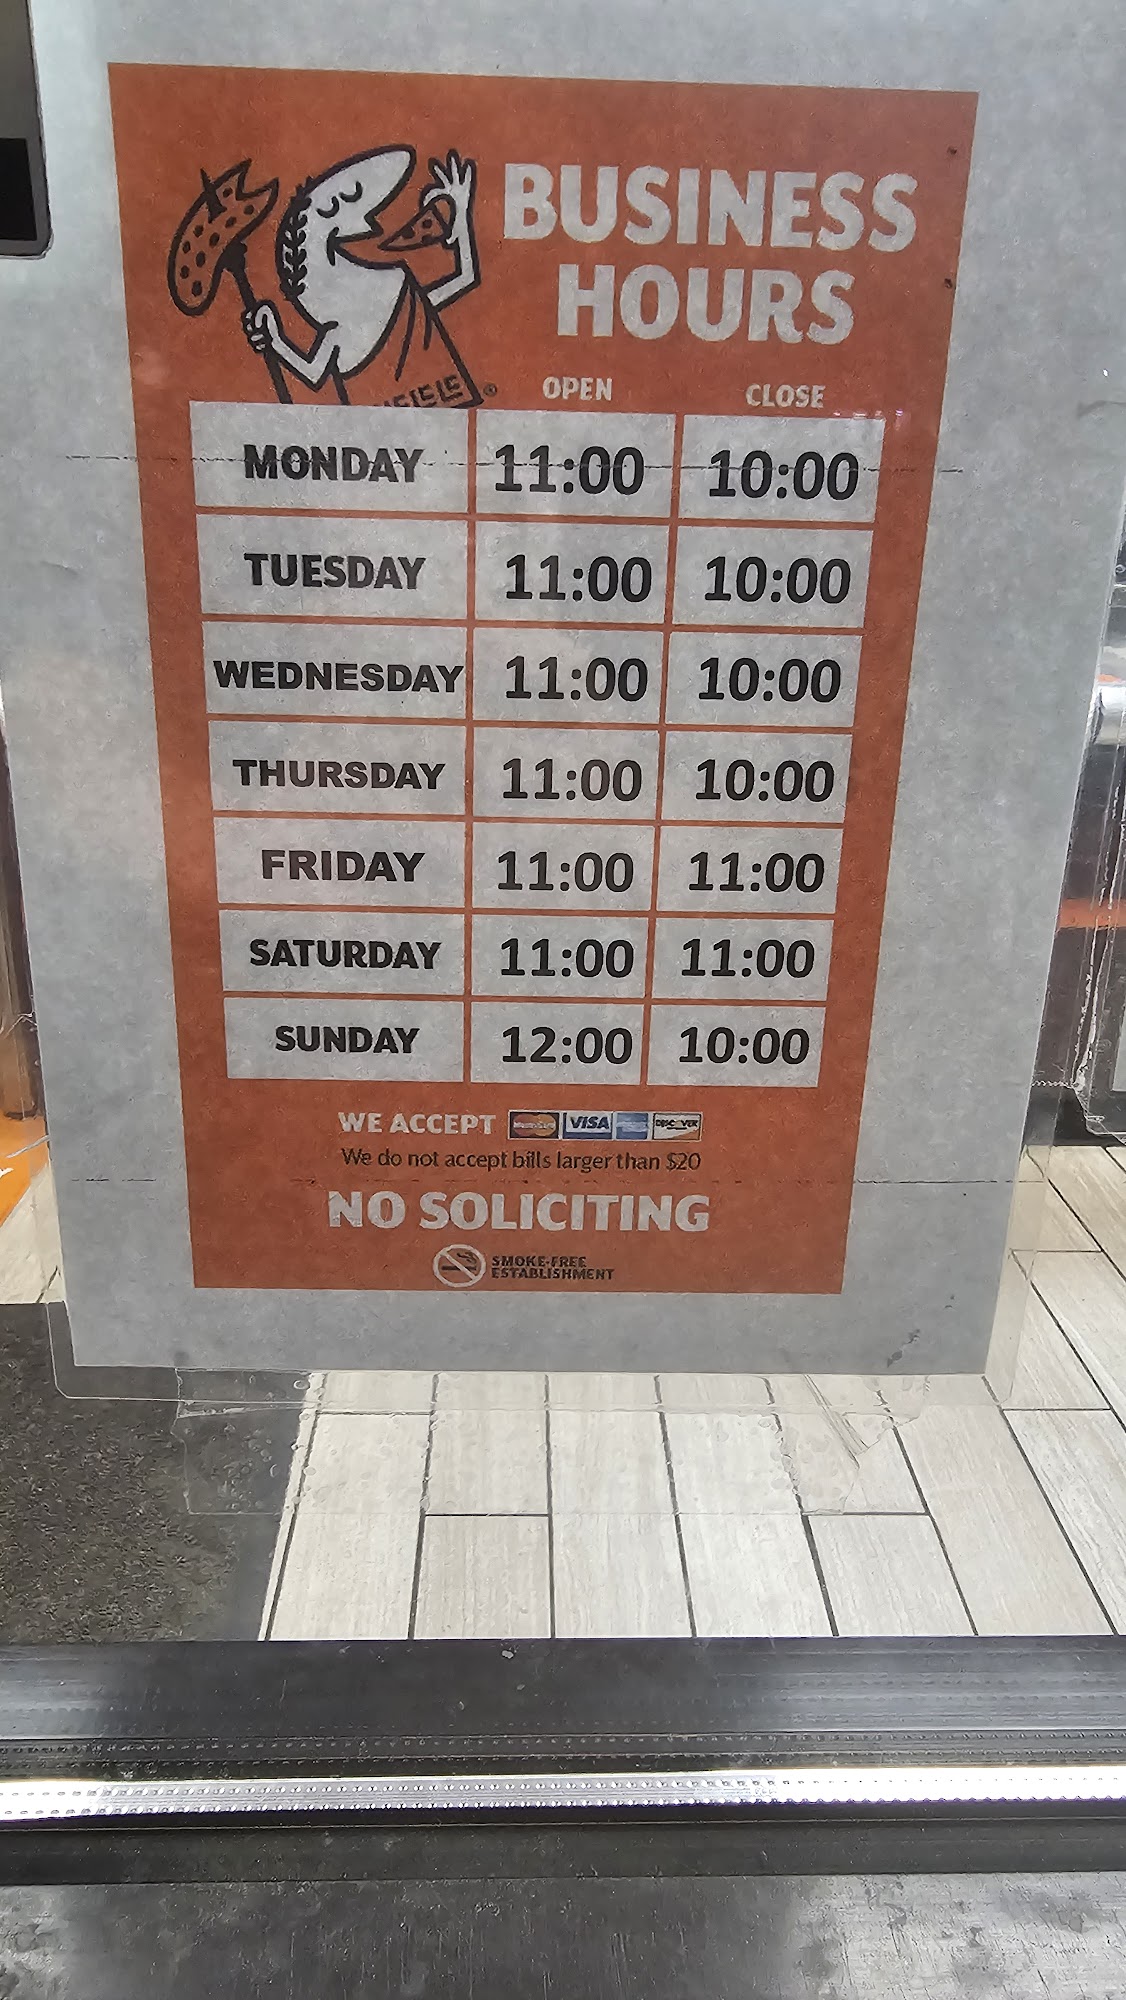 BUSINESS
HOURS
OPEN CLOSE
MONDAY 11:00 10:00
TUESDAY 11:00 10:00
WEDNESDAY 11:00 10:00
THURSDAY 11:00 10:00
FRIDAY 11:00 11:00
SATURDAY 11:00 11:00
SUNDAY 12:00 10:00
WE ACCEPT MasterCard VISA DISCOVER
We do not accept bills larger than $20
NO SOLICITING
SMOKE-FREE
ESTABLISHMENT